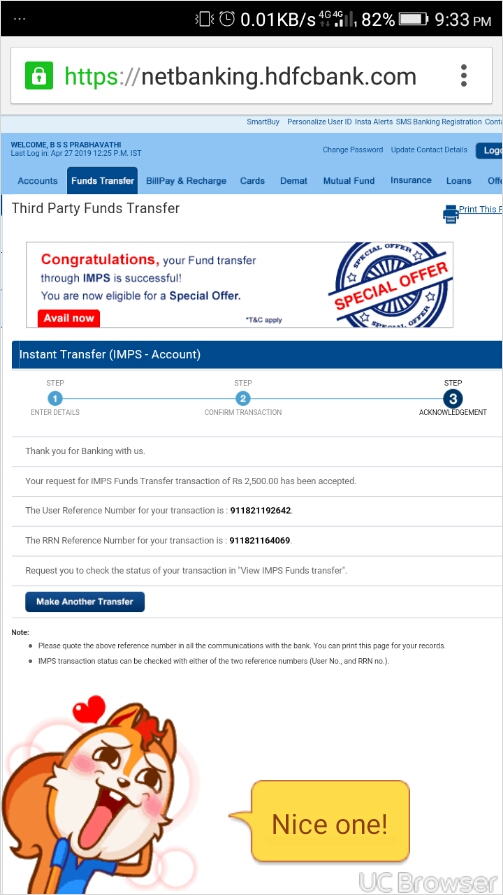 ... 0.01KB/s 4G 4G 82% 9:33 PM
https://netbanking.hdfcbank.com
SmartBuy Personalize User ID Insta Alerts SMS Banking Registration Cont
WELCOME, B S S PRABHAVATHI
Last Log in: Apr 27 2019 12:25 P.M. IST
Change Password Update Contact Details Logo
Accounts Funds Transfer BillPay & Recharge Cards Demat Mutual Fund Insurance Loans Offe
Third Party Funds Transfer
Print This P
Congratulations, your Fund transfer
through IMPS is successful!
You are now eligible for a Special Offer.
Avail now
*T&C apply
SPECIAL OFFER
SPECIAL OFFER
SPECIAL OFFER
Instant Transfer (IMPS - Account)
STEP STEP STEP
1 2 3
ENTER DETAILS CONFIRM TRANSACTION ACKNOWLEDGEMENT
Thank you for Banking with us.
Your request for IMPS Funds Transfer transaction of Rs 2,500.00 has been accepted.
The User Reference Number for your transaction is : 911821192642.
The RRN Reference Number for your transaction is : 911821164069.
Request you to check the status of your transaction in "View IMPS Funds transfer".
Make Another Transfer
Note:
• Please quote the above reference number in all the communications with the bank. You can print this page for your records.
• IMPS transaction status can be checked with either of the two reference numbers (User No., and RRN no.).
Nice one!
UC Browser